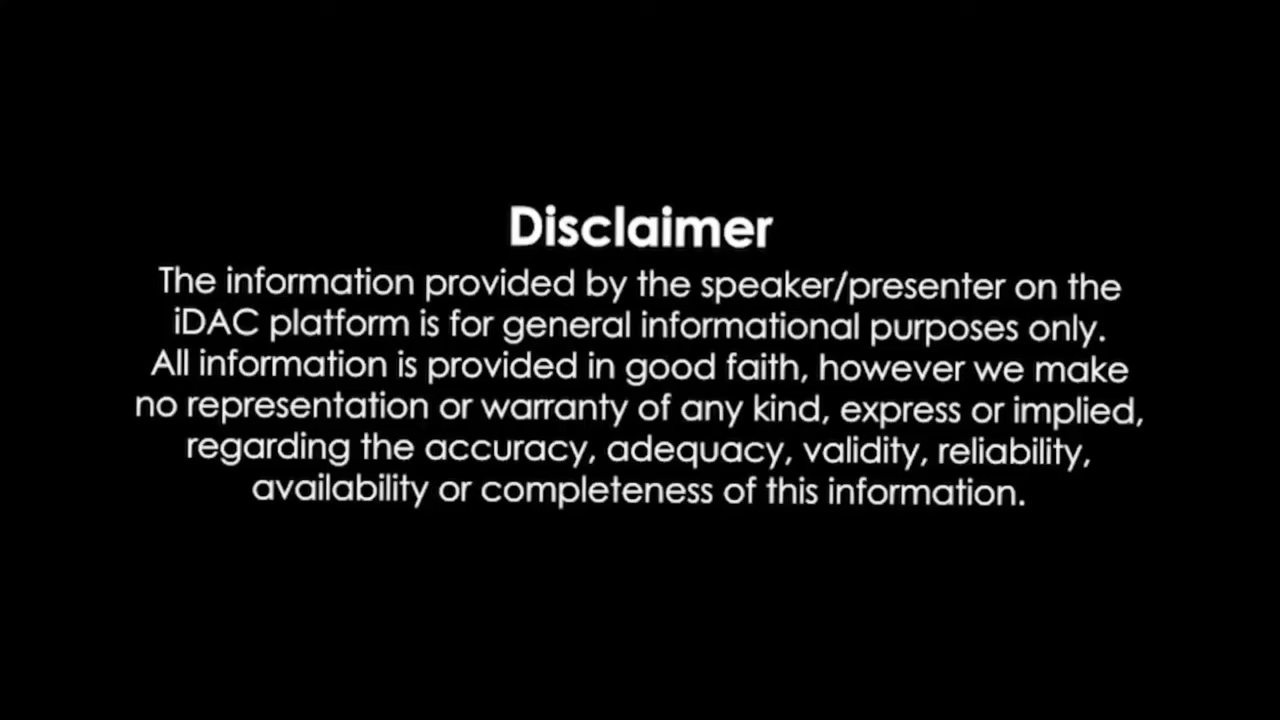 Disclaimer
The information provided by the speaker/presenter on the
iDAC platform is for general informational purposes only.
All information is provided in good faith, however we make
no representation or warranty of any kind, express or implied,
regarding the accuracy, adequacy, validity, reliability,
availability or completeness of this information.